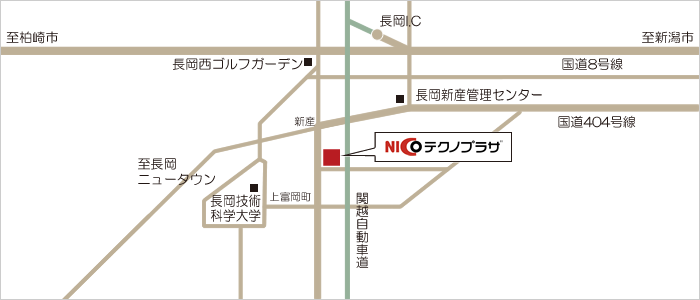 長岡I.C
至柏崎市
至新潟市
長岡西ゴルフガーデン
国道8号線
長岡新産管理センター
新産
国道404号線
NICOテクノプラザ
至長岡
ニュータウン
長岡技術
科学大学
上富岡町
関越自動車道